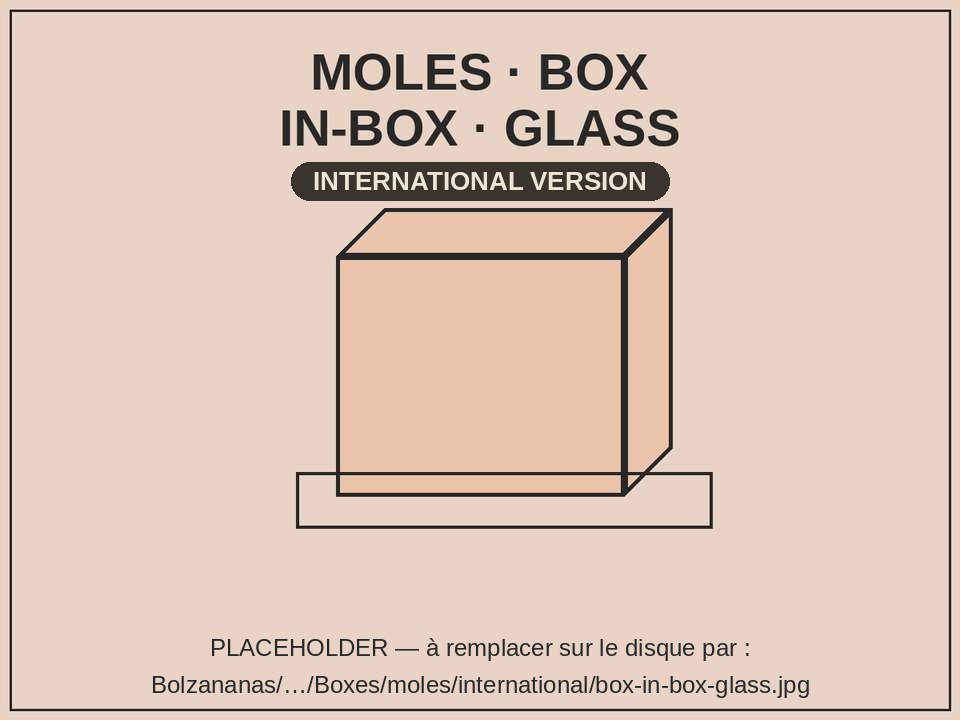 MOLES · BOX
IN-BOX · GLASS
INTERNATIONAL VERSION
PLACEHOLDER — à remplacer sur le disque par :
Bolzananas/…/Boxes/moles/international/box-in-box-glass.jpg